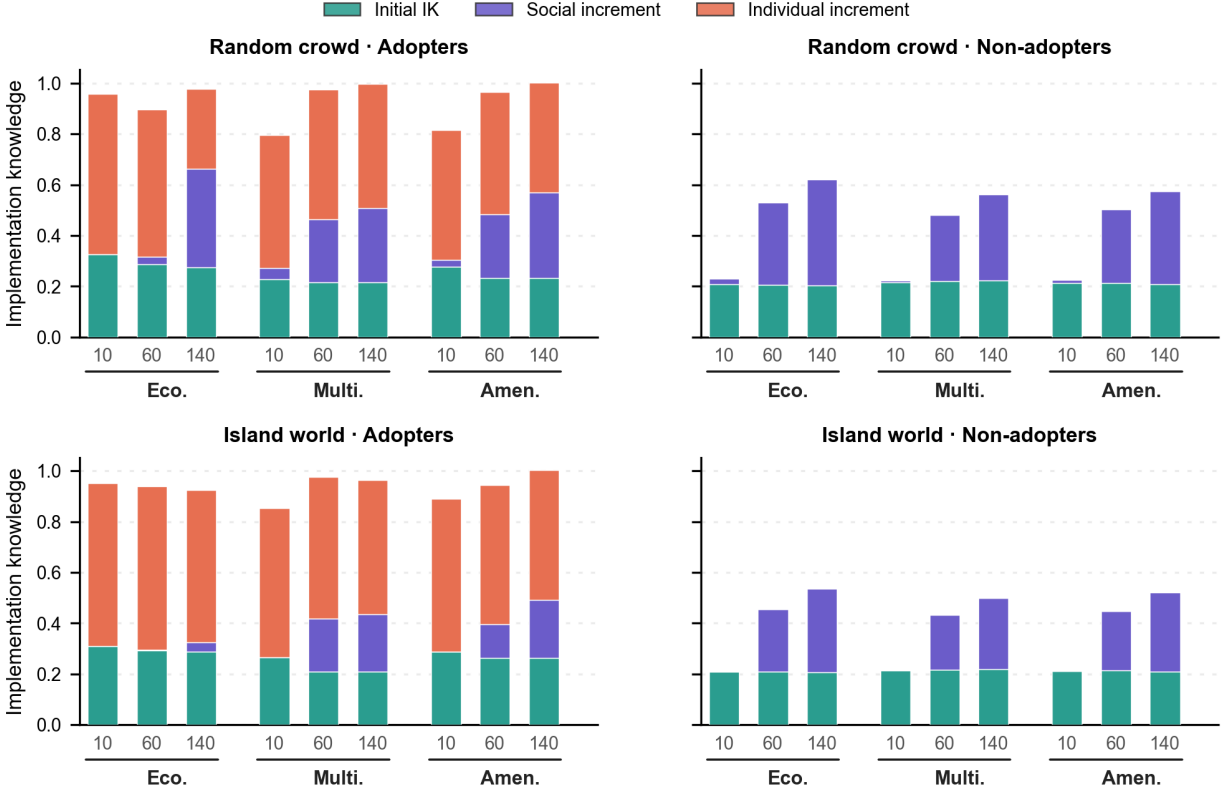 Initial IK Social increment Individual increment
Random crowd · Adopters
Random crowd · Non-adopters
Implementation knowledge
1.0
0.8
0.6
0.4
0.2
0.0
10 60 140 10 60 140 10 60 140
Eco. Multi. Amen.
10 60 140 10 60 140 10 60 140
Eco. Multi. Amen.
Island world · Adopters
Island world · Non-adopters
Implementation knowledge
1.0
0.8
0.6
0.4
0.2
0.0
10 60 140 10 60 140 10 60 140
Eco. Multi. Amen.
10 60 140 10 60 140 10 60 140
Eco. Multi. Amen.